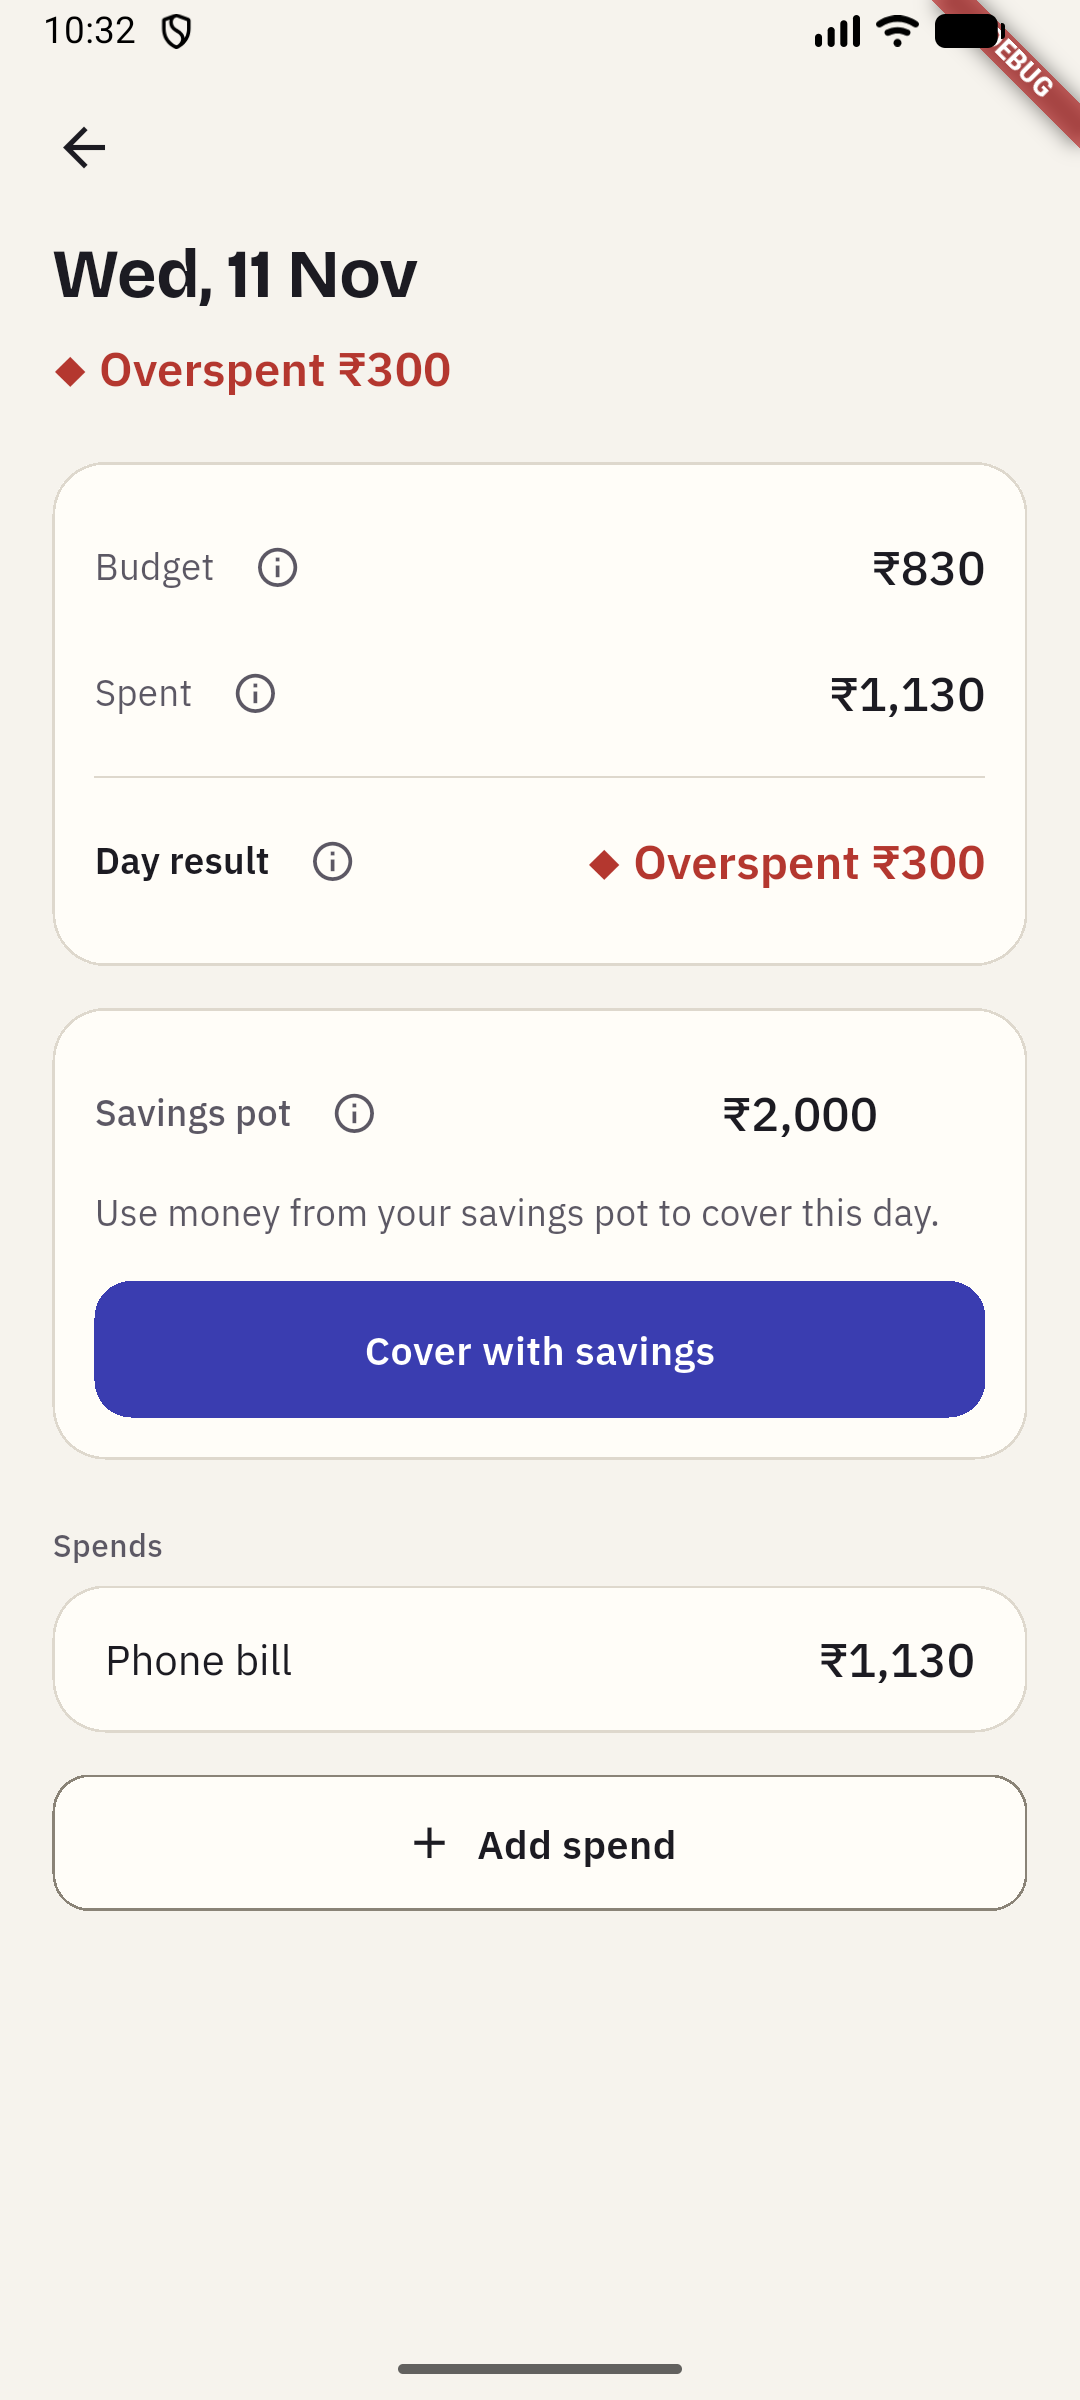 10:32
EBUG
Wed, 11 Nov
Overspent ₹300
Budget ₹830
Spent ₹1,130
Day result Overspent ₹300
Savings pot ₹2,000
Use money from your savings pot to cover this day.
Cover with savings
Spends
Phone bill ₹1,130
Add spend